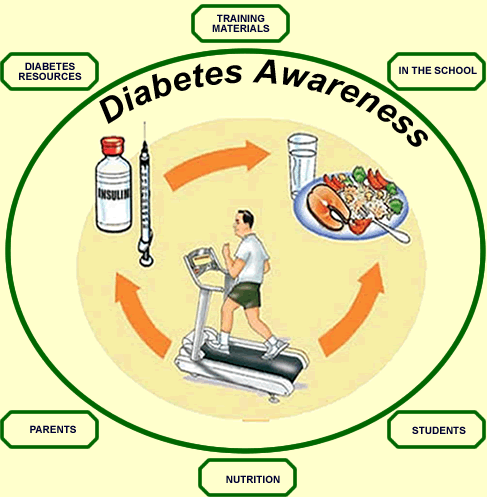 TRAINING
MATERIALS
DIABETES
RESOURCES
IN THE SCHOOL
Diabetes Awareness
INSULIN
PARENTS
STUDENTS
NUTRITION